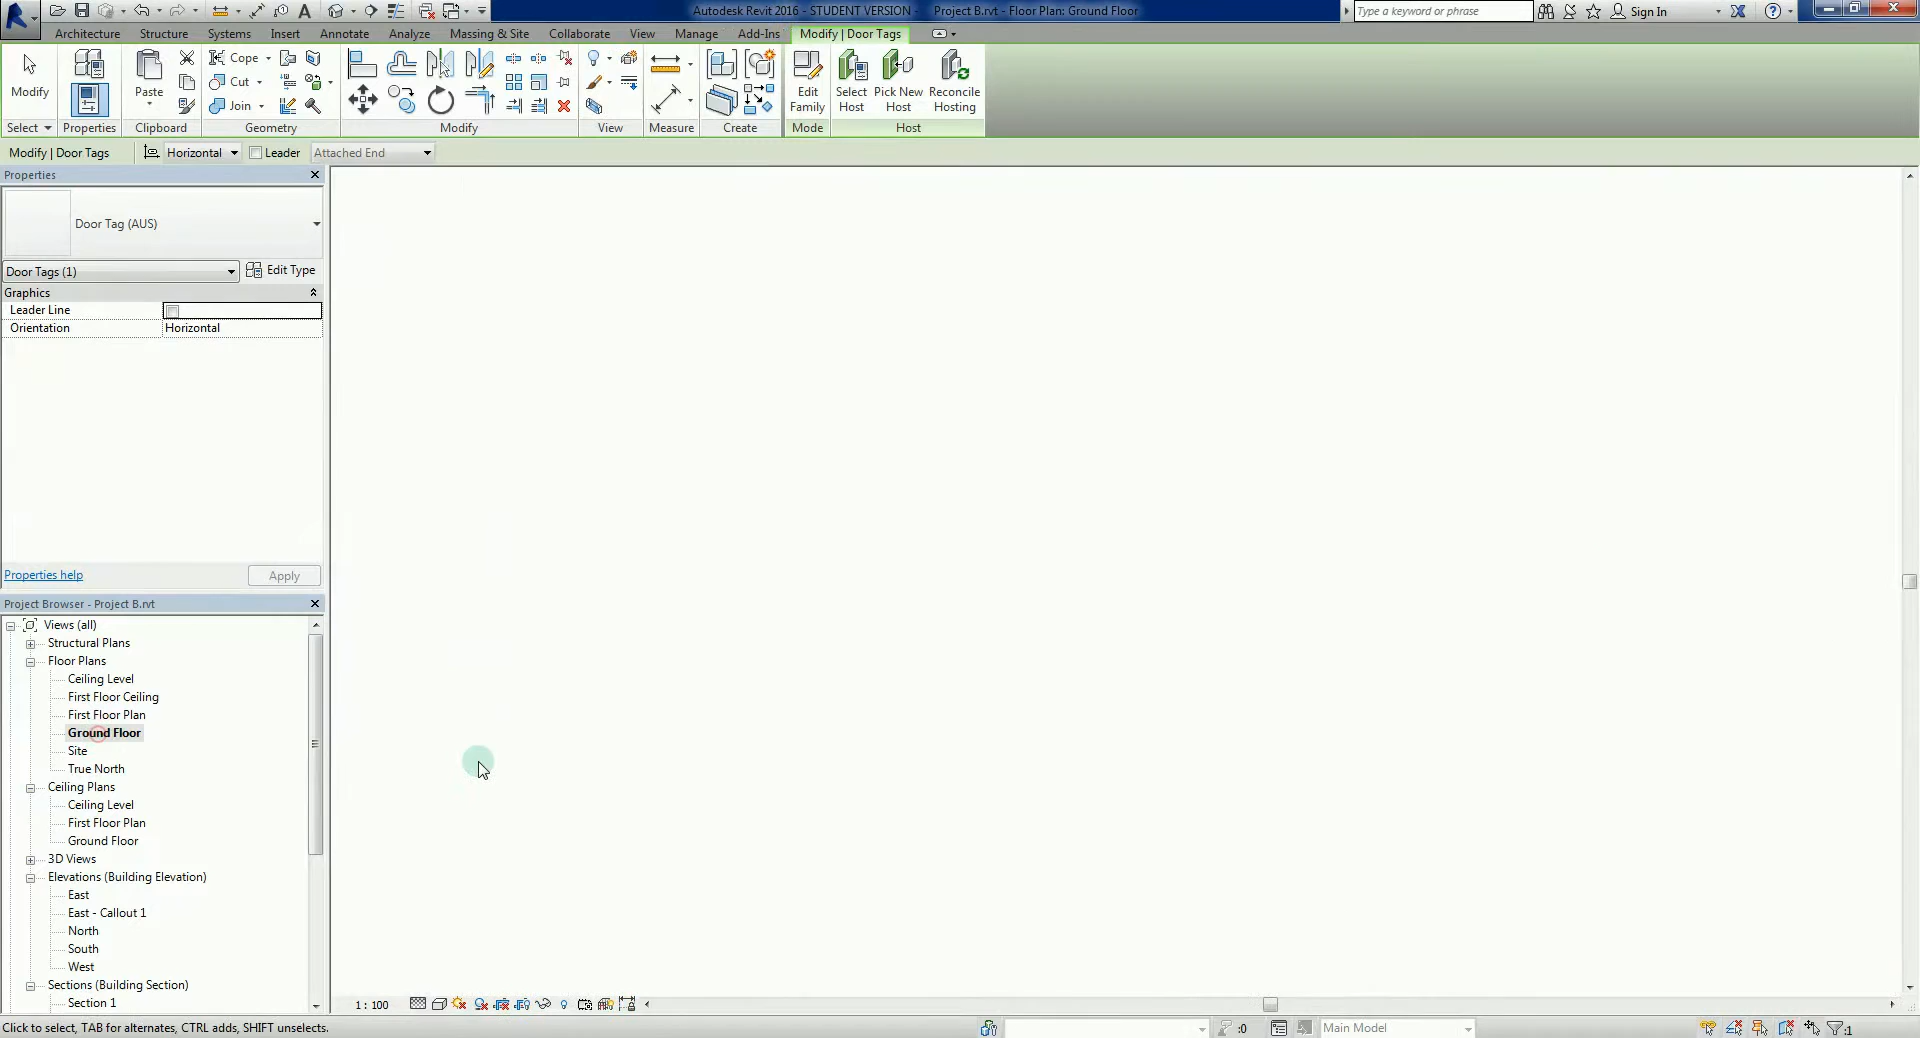 Autodesk Revit 2016 - STUDENT VERSION - Project B.rvt - Floor Plan: Ground Floor
Type a keyword or phrase
Sign In
Architecture Structure Systems Insert Annotate Analyze Massing & Site Collaborate View Manage Add-Ins Modify | Door Tags
Modify
Paste
Cope
Cut
Join
Edit Family
Select Host
Pick New Host
Reconcile Hosting
Select Properties Clipboard Geometry Modify View Measure Create Mode Host
Modify | Door Tags Horizontal Leader Attached End
Properties
Door Tag (AUS)
Door Tags (1) Edit Type
Graphics
Leader Line
Orientation Horizontal
Properties help Apply
Project Browser - Project B.rvt
Views (all)
Structural Plans
Floor Plans
Ceiling Level
First Floor Ceiling
First Floor Plan
Ground Floor
Site
True North
Ceiling Plans
Ceiling Level
First Floor Plan
Ground Floor
3D Views
Elevations (Building Elevation)
East
East - Callout 1
North
South
West
Sections (Building Section)
Section 1
1 : 100
Click to select, TAB for alternates, CTRL adds, SHIFT unselects.
:0
Main Model
:1